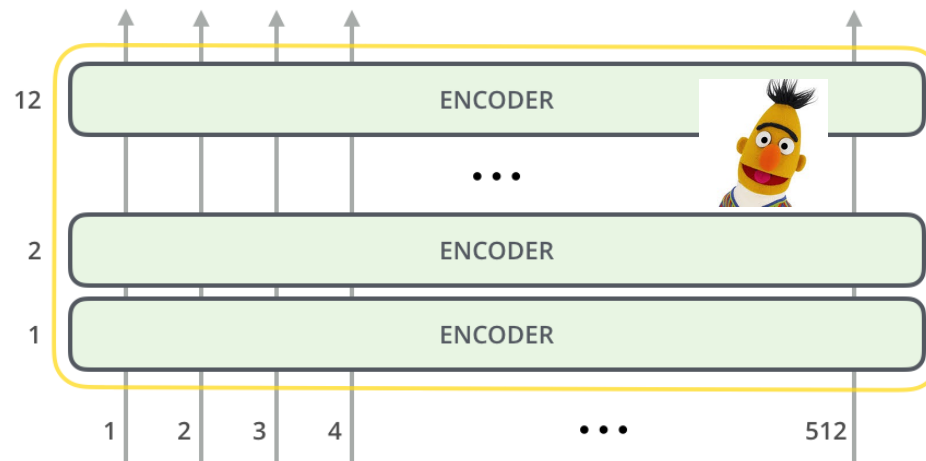 12 ENCODER
...
2 ENCODER
1 ENCODER
1 2 3 4 ... 512